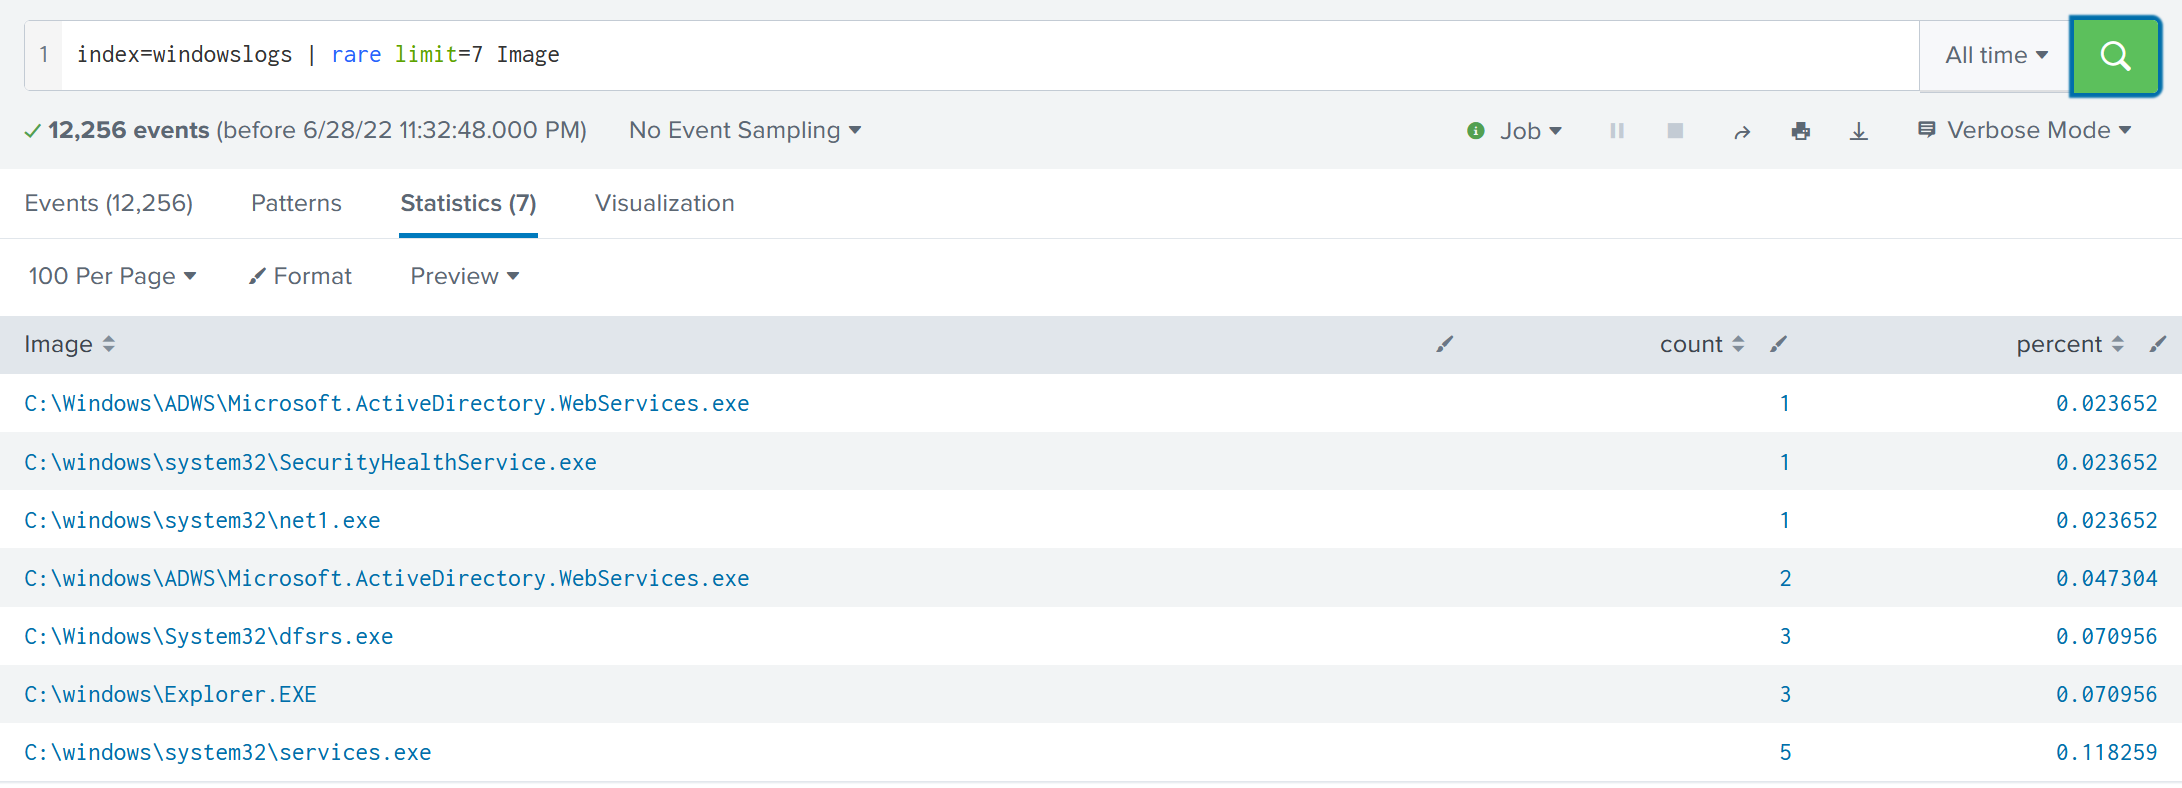 1 index=windowslogs | rare limit=7 Image All time
12,256 events (before 6/28/22 11:32:48.000 PM) No Event Sampling Job Verbose Mode
Events (12,256) Patterns Statistics (7) Visualization
100 Per Page Format Preview
Image count percent
C:\Windows\ADWS\Microsoft.ActiveDirectory.WebServices.exe 1 0.023652
C:\windows\system32\SecurityHealthService.exe 1 0.023652
C:\windows\system32\net1.exe 1 0.023652
C:\windows\ADWS\Microsoft.ActiveDirectory.WebServices.exe 2 0.047304
C:\Windows\System32\dfsrs.exe 3 0.070956
C:\windows\Explorer.EXE 3 0.070956
C:\windows\system32\services.exe 5 0.118259